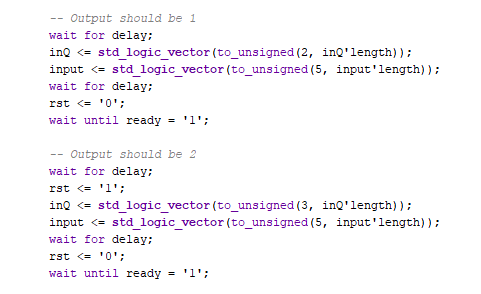 -- Output should be 1
wait for delay;
inQ <= std_logic_vector(to_unsigned(2, inQ'length));
input <= std_logic_vector(to_unsigned(5, input'length));
wait for delay;
rst <= '0';
wait until ready = '1';

-- Output should be 2
wait for delay;
rst <= '1';
inQ <= std_logic_vector(to_unsigned(3, inQ'length));
input <= std_logic_vector(to_unsigned(5, input'length));
wait for delay;
rst <= '0';
wait until ready = '1';